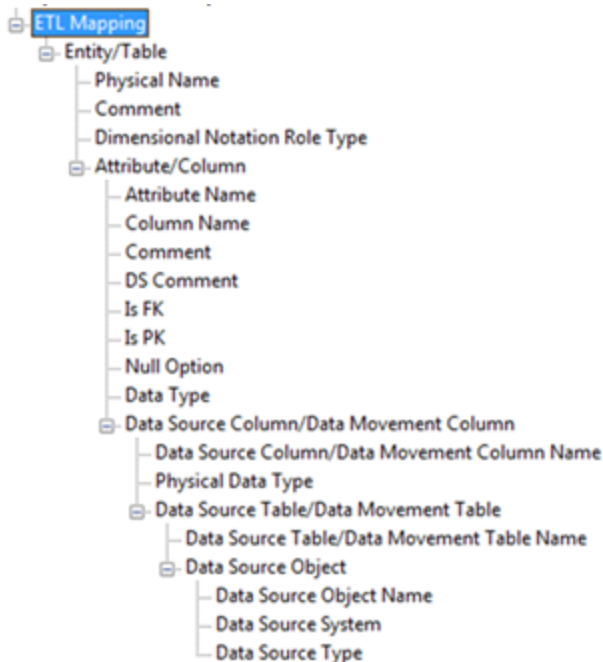 ETL Mapping
Entity/Table
Physical Name
Comment
Dimensional Notation Role Type
Attribute/Column
Attribute Name
Column Name
Comment
DS Comment
Is FK
Is PK
Null Option
Data Type
Data Source Column/Data Movement Column
Data Source Column/Data Movement Column Name
Physical Data Type
Data Source Table/Data Movement Table
Data Source Table/Data Movement Table Name
Data Source Object
Data Source Object Name
Data Source System
Data Source Type